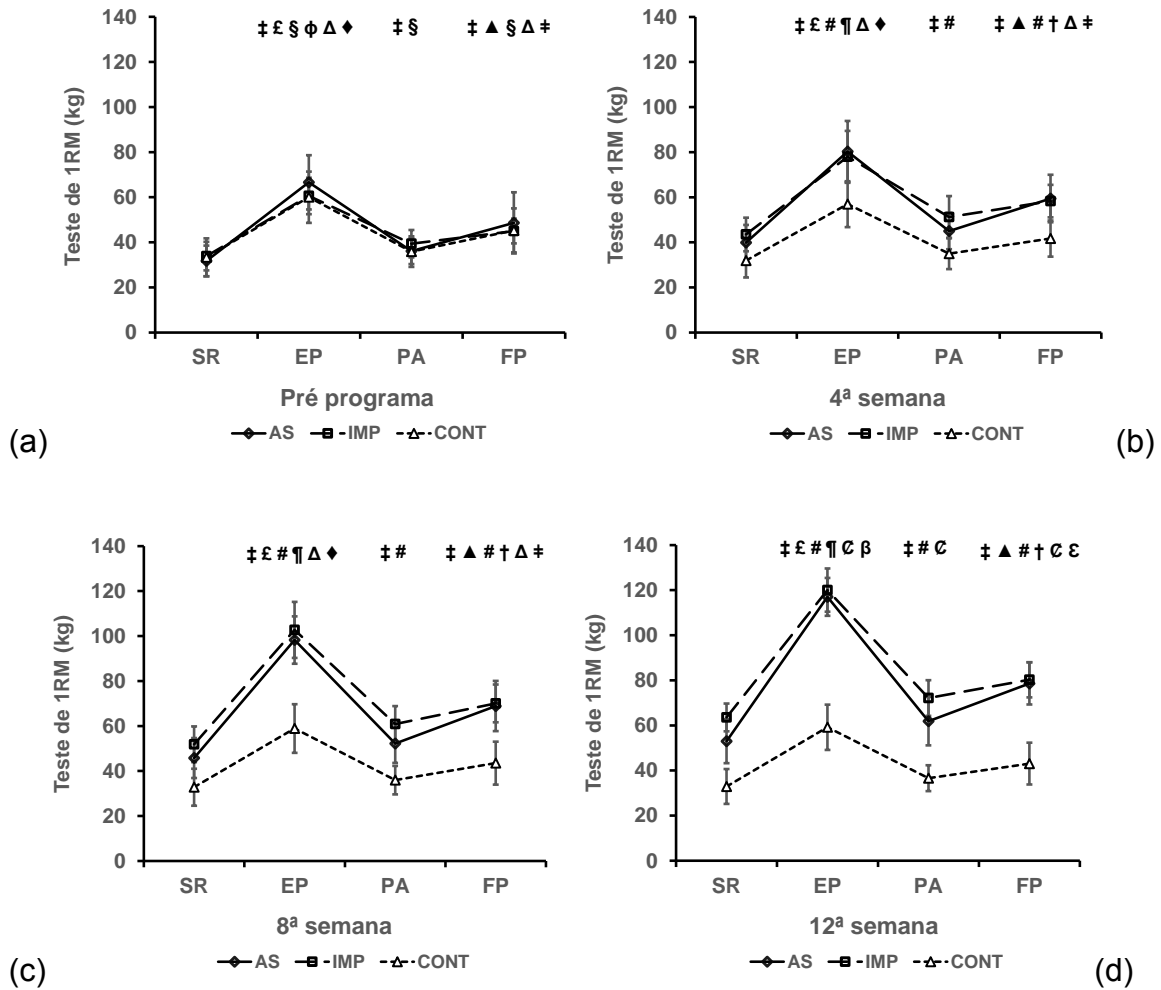 ‡ £ § ф Δ ♦ ‡ § ‡ ▲ § Δ ǂ
140
120
100
80
60
40
20
0
Teste de 1RM (kg)
SR EP PA FP
Pré programa
AS IMP CONT
(a)
‡ £ # ¶ Δ ♦ ‡ # ‡ ▲ # † Δ ǂ
140
120
100
80
60
40
20
0
Teste de 1RM (kg)
SR EP PA FP
4ª semana
AS IMP CONT
(b)
‡ £ # ¶ Δ ♦ ‡ # ‡ ▲ # † Δ ǂ
140
120
100
80
60
40
20
0
Teste de 1RM (kg)
SR EP PA FP
8ª semana
AS IMP CONT
(c)
‡ £ # ¶ ₡ β ‡ # ₡ ‡ ▲ # † ₡ Ɛ
140
120
100
80
60
40
20
0
Teste de 1RM (kg)
SR EP PA FP
12ª semana
AS IMP CONT
(d)